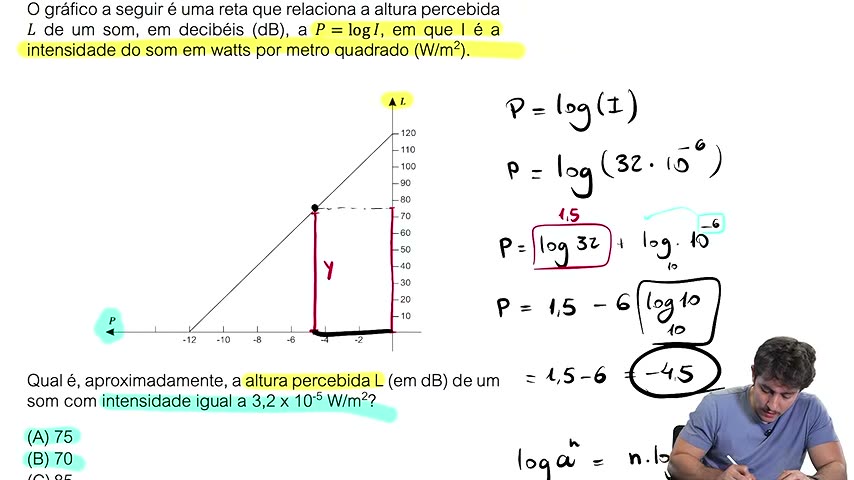 O gráfico a seguir é uma reta que relaciona a altura percebida
L de um som, em decibéis (dB), a P = log I, em que I é a
intensidade do som em watts por metro quadrado (W/m²).
L
120
110
100
90
80
70
60
50
40
30
20
10
P
-12 -10 -8 -6 -4 -2
Y
Qual é, aproximadamente, a altura percebida L (em dB) de um
som com intensidade igual a 3,2 x 10⁻⁵ W/m²?
(A) 75
(B) 70
(C) 85
P = log(I)
P = log(32 · 10⁻⁶)
1,5
P = log 32 + log · 10⁻⁶
10
P = 1,5 - 6 log 10
10
= 1,5 - 6 = -4,5
log aⁿ = n. lo